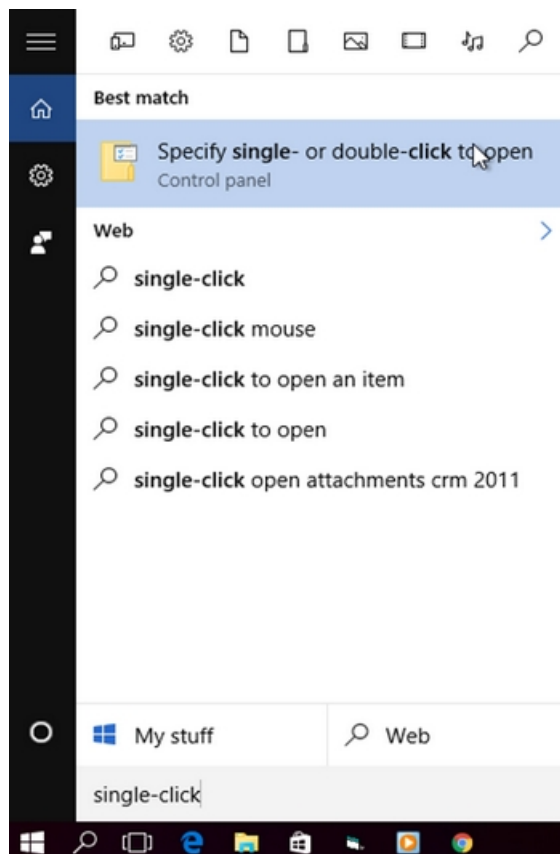 Best match
Specify single- or double-click to open
Control panel
Web
single-click
single-click mouse
single-click to open an item
single-click to open
single-click open attachments crm 2011
My stuff
Web
single-click